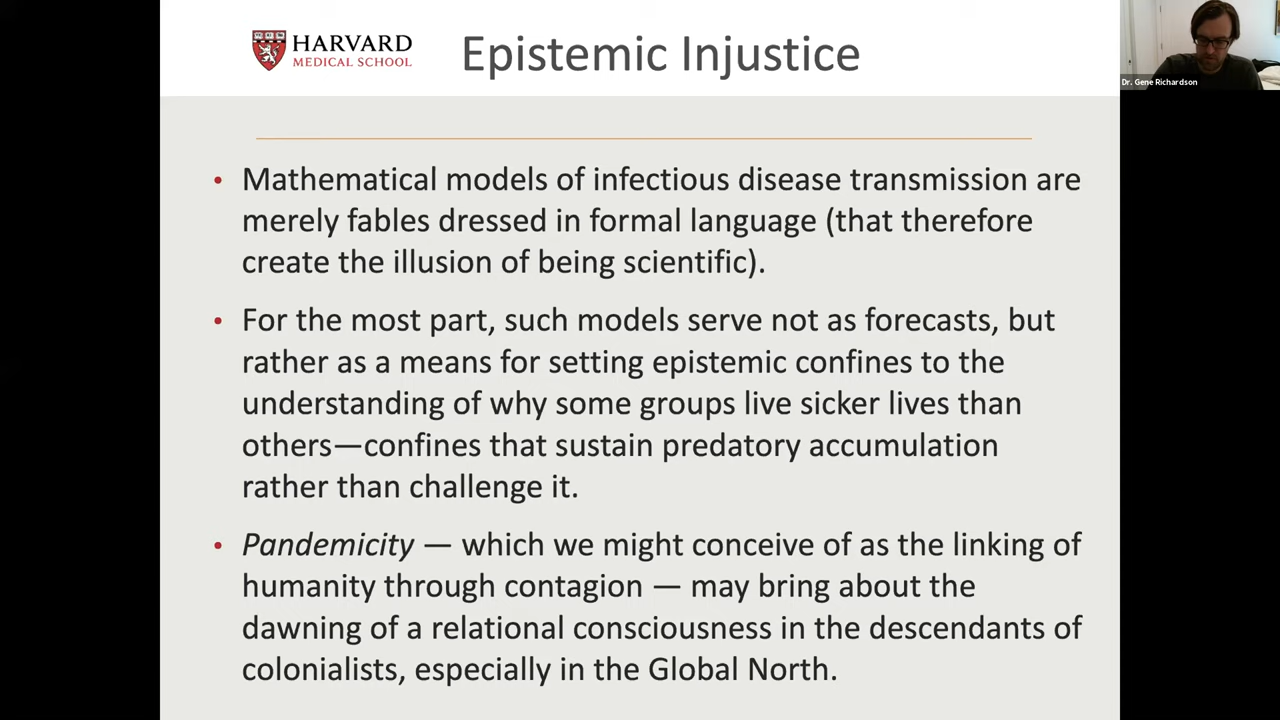 HARVARD
MEDICAL SCHOOL
Epistemic Injustice
Dr. Gene Richardson
• Mathematical models of infectious disease transmission are
merely fables dressed in formal language (that therefore
create the illusion of being scientific).
• For the most part, such models serve not as forecasts, but
rather as a means for setting epistemic confines to the
understanding of why some groups live sicker lives than
others—confines that sustain predatory accumulation
rather than challenge it.
• Pandemicity — which we might conceive of as the linking of
humanity through contagion — may bring about the
dawning of a relational consciousness in the descendants of
colonialists, especially in the Global North.